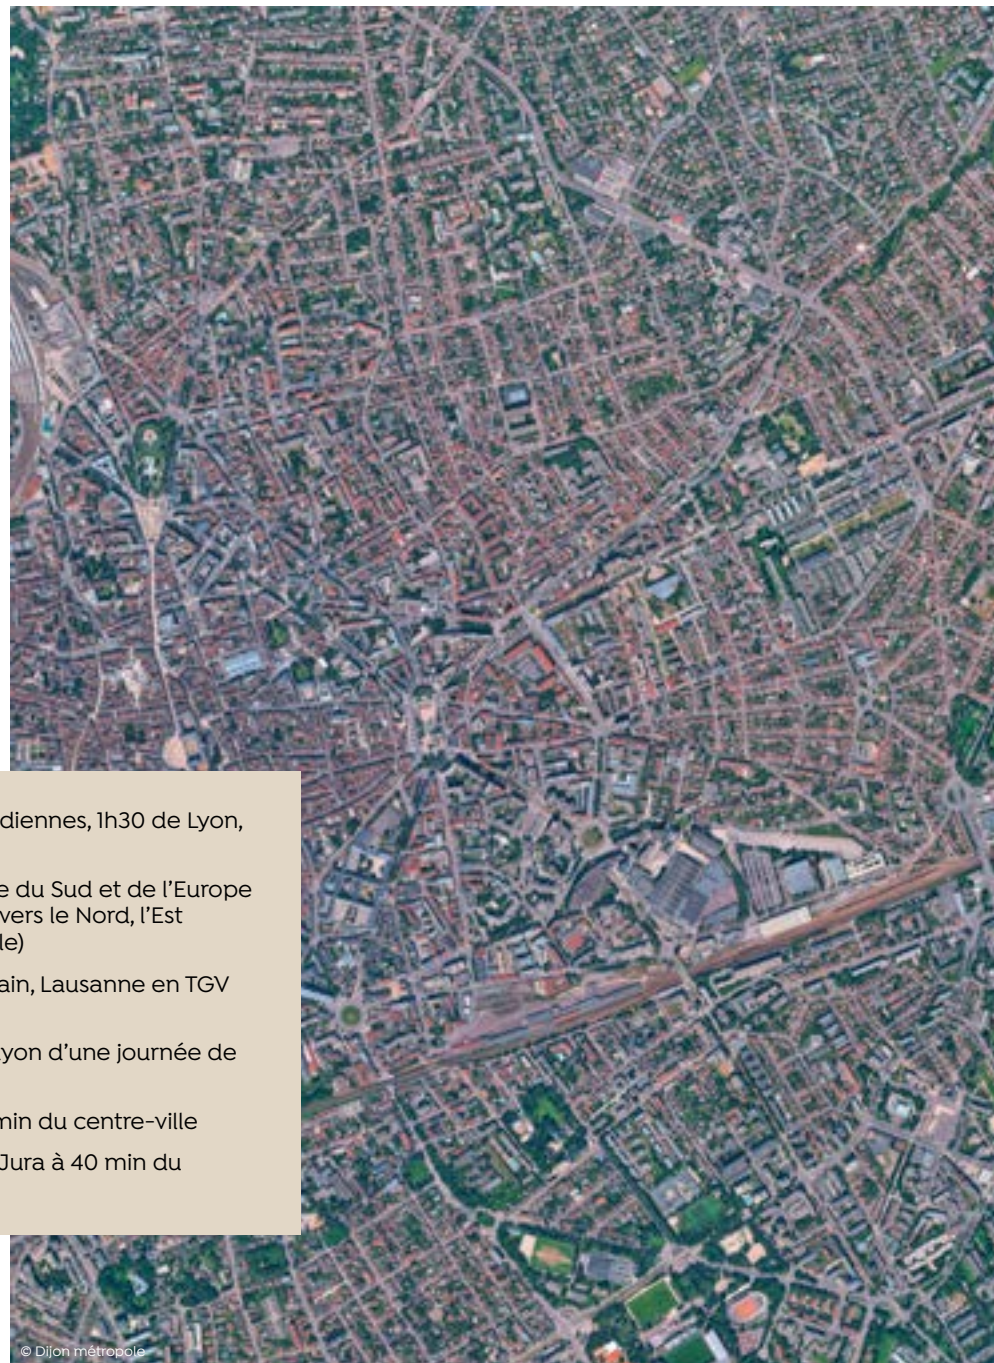 diennes, 1h30 de Lyon,
e du Sud et de l'Europe
vers le Nord, l'Est
le)
ain, Lausanne en TGV
yon d'une journée de
min du centre-ville
Jura à 40 min du
© Dijon métropole